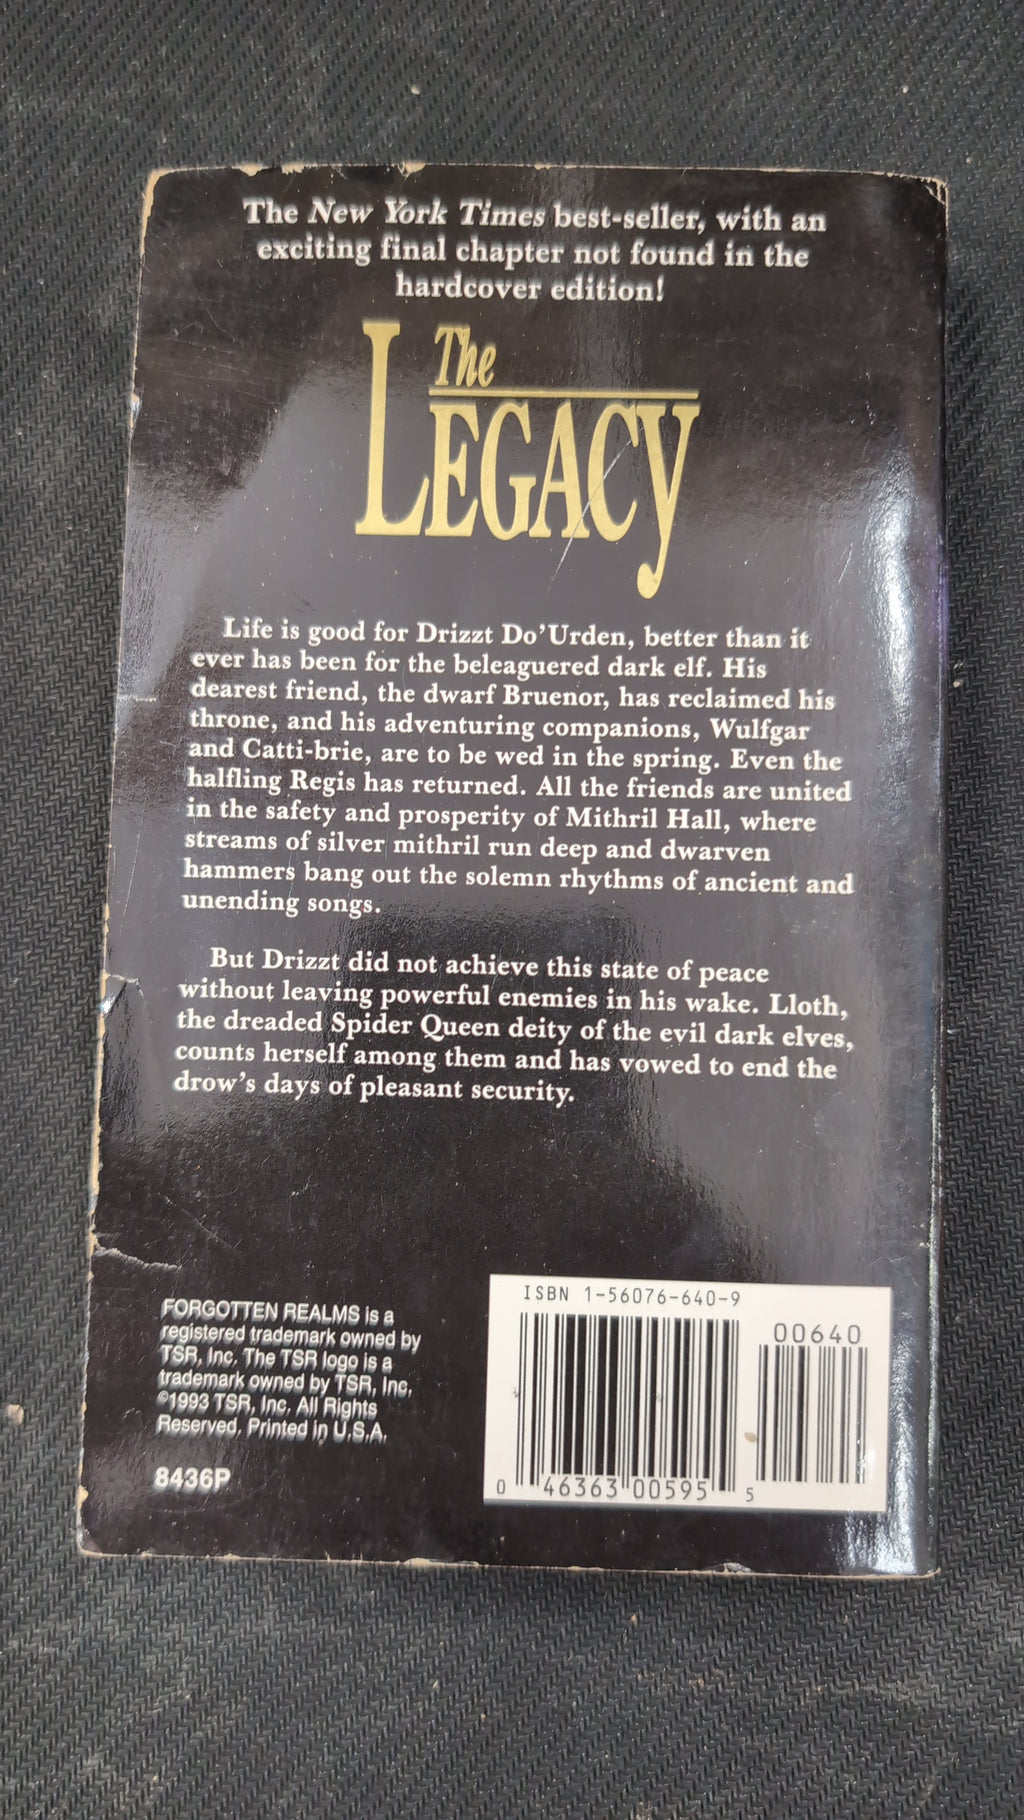 The New York Times best-seller, with an
exciting final chapter not found in the
hardcover edition!
The
LEGACY
Life is good for Drizzt Do'Urden, better than it
ever has been for the beleaguered dark elf. His
dearest friend, the dwarf Bruenor, has reclaimed his
throne, and his adventuring companions, Wulfgar
and Catti-brie, are to be wed in the spring. Even the
halfling Regis has returned. All the friends are united
in the safety and prosperity of Mithril Hall, where
streams of silver mithril run deep and dwarven
hammers bang out the solemn rhythms of ancient and
unending songs.
But Drizzt did not achieve this state of peace
without leaving powerful enemies in his wake. Lloth,
the dreaded Spider Queen deity of the evil dark elves,
counts herself among them and has vowed to end the
drow's days of pleasant security.
FORGOTTEN REALMS is a
registered trademark owned by
TSR, Inc. The TSR logo is a
trademark owned by TSR, Inc.
©1993 TSR, Inc. All Rights
Reserved. Printed in U.S.A.
8436P
ISBN 1-56076-640-9
00640
0 46363 00595 5